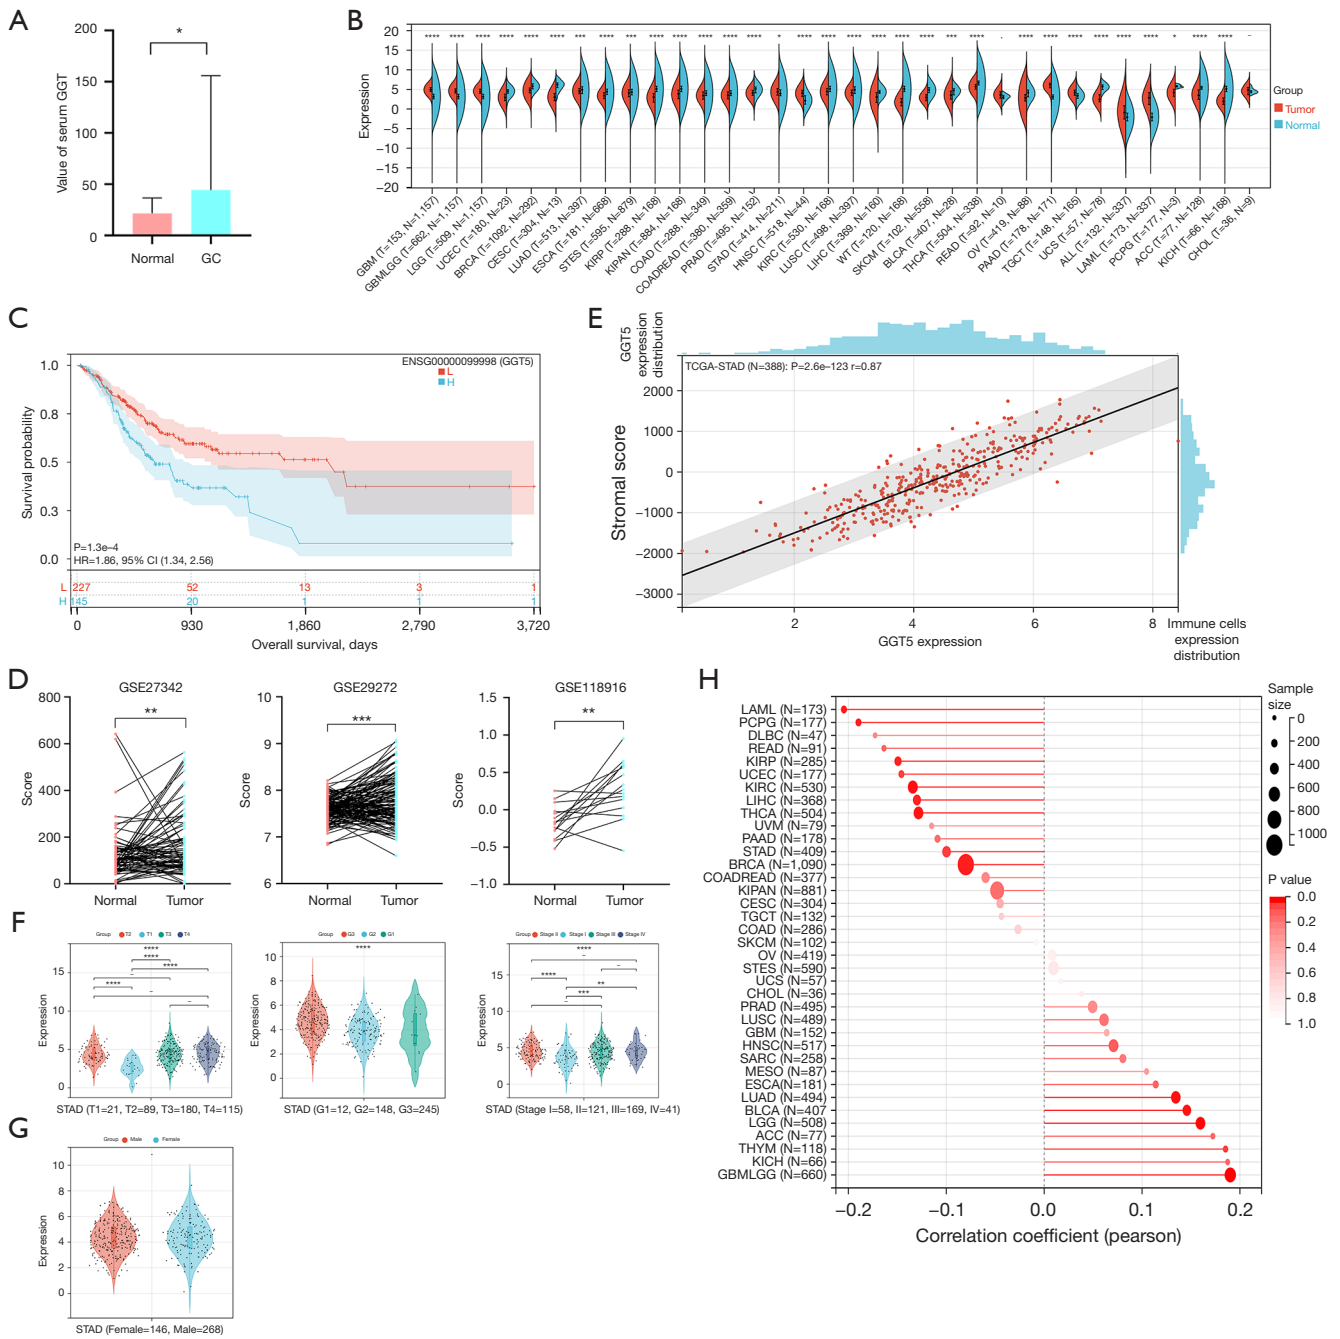 A
200
150
100
50
0
Value of serum GGT
*
Normal
GC
B
20
15
10
5
0
−5
−10
−15
−20
Expression
**** **** **** **** **** *** *** **** *** **** **** **** **** *** * **** **** *** **** **** **** *** *** - **** **** **** **** *** **** * **** **** –
GBM (T=153, N=1,157)
GBMLGG (T=662, N=1,157)
LGG (T=509, N=1,157)
UCEC (T=180, N=23)
BRCA (T=1092, N=292)
CESC (T=304, N=13)
LUAD (T=513, N=397)
ESCA (T=181, N=668)
STES (T=595, N=879)
KIRP (T=288, N=168)
KIPAN (T=884, N=168)
COAD (T=288, N=349)
COADREAD (T=380, N=359)
PRAD (T=495, N=152)
STAD (T=414, N=211)
HNSC (T=518, N=44)
KIRC (T=530, N=168)
LUSC (T=498, N=397)
LIHC (T=369, N=160)
WT (T=120, N=168)
SKCM (T=102, N=558)
BLCA (T=407, N=28)
THCA (T=504, N=338)
READ (T=92, N=10)
OV (T=419, N=88)
PAAD (T=178, N=171)
TGCT (T=148, N=165)
UCS (T=57, N=78)
ALL (T=132, N=337)
LAML (T=173, N=337)
PCPG (T=177, N=3)
ACC (T=77, N=128)
KICH (T=66, N=168)
CHOL (T=36, N=9)
Group
Tumor
Normal
C
1.0
0.8
0.5
0.3
0.0
Survival probability
ENSG00000099998 (GGT5)
L
H
P=1.3e–4
HR=1.86, 95% CI (1.34, 2.56)
L 227 52 13 3 1
H 145 20 1 1 1
0 930 1,860 2,790 3,720
Overall survival, days
E
GGT5 expression distribution
TCGA-STAD (N=388): P=2.6e–123 r=0.87
2000
1000
0
−1000
−2000
−3000
Stromal score
2 4 6 8
GGT5 expression
Immune cells expression distribution
D
GSE27342
800
600
400
200
0
Score
**
Normal
Tumor
GSE29272
10
9
8
7
6
Score
***
Normal
Tumor
GSE118916
1.5
1.0
0.5
0.0
−0.5
−1.0
Score
**
Normal
Tumor
F
Group T2 T1 T3 T4
15
10
5
0
Expression
****
****
****
–
****
–
–
STAD (T1=21, T2=89, T3=180, T4=115)
Group G3 G2 G1
10
8
6
4
2
0
Expression
****
STAD (G1=12, G2=148, G3=245)
Group Stage II Stage I Stage III Stage IV
15
10
5
0
Expression
****
–
–
****
**
***
–
STAD (Stage I=58, II=121, III=169, IV=41)
G
Group Male Female
10
8
6
4
2
0
Expression
STAD (Female=146, Male=268)
H
LAML (N=173)
PCPG (N=177)
DLBC (N=47)
READ (N=91)
KIRP (N=285)
UCEC (N=177)
KIRC (N=530)
LIHC (N=368)
THCA (N=504)
UVM (N=79)
PAAD (N=178)
STAD (N=409)
BRCA (N=1,090)
COADREAD (N=377)
KIPAN (N=881)
CESC (N=304)
TGCT (N=132)
COAD (N=286)
SKCM (N=102)
OV (N=419)
STES (N=590)
UCS (N=57)
CHOL (N=36)
PRAD (N=495)
LUSC (N=489)
GBM (N=152)
HNSC(N=517)
SARC (N=258)
MESO (N=87)
ESCA(N=181)
LUAD (N=494)
BLCA (N=407
LGG (N=508)
ACC (N=77)
THYM (N=118)
KICH (N=66)
GBMLGG (N=660)
−0.2 −0.1 0.0 0.1 0.2
Correlation coefficient (pearson)
Sample size
0
200
400
600
800
1000
P value
0.0
0.2
0.4
0.6
0.8
1.0